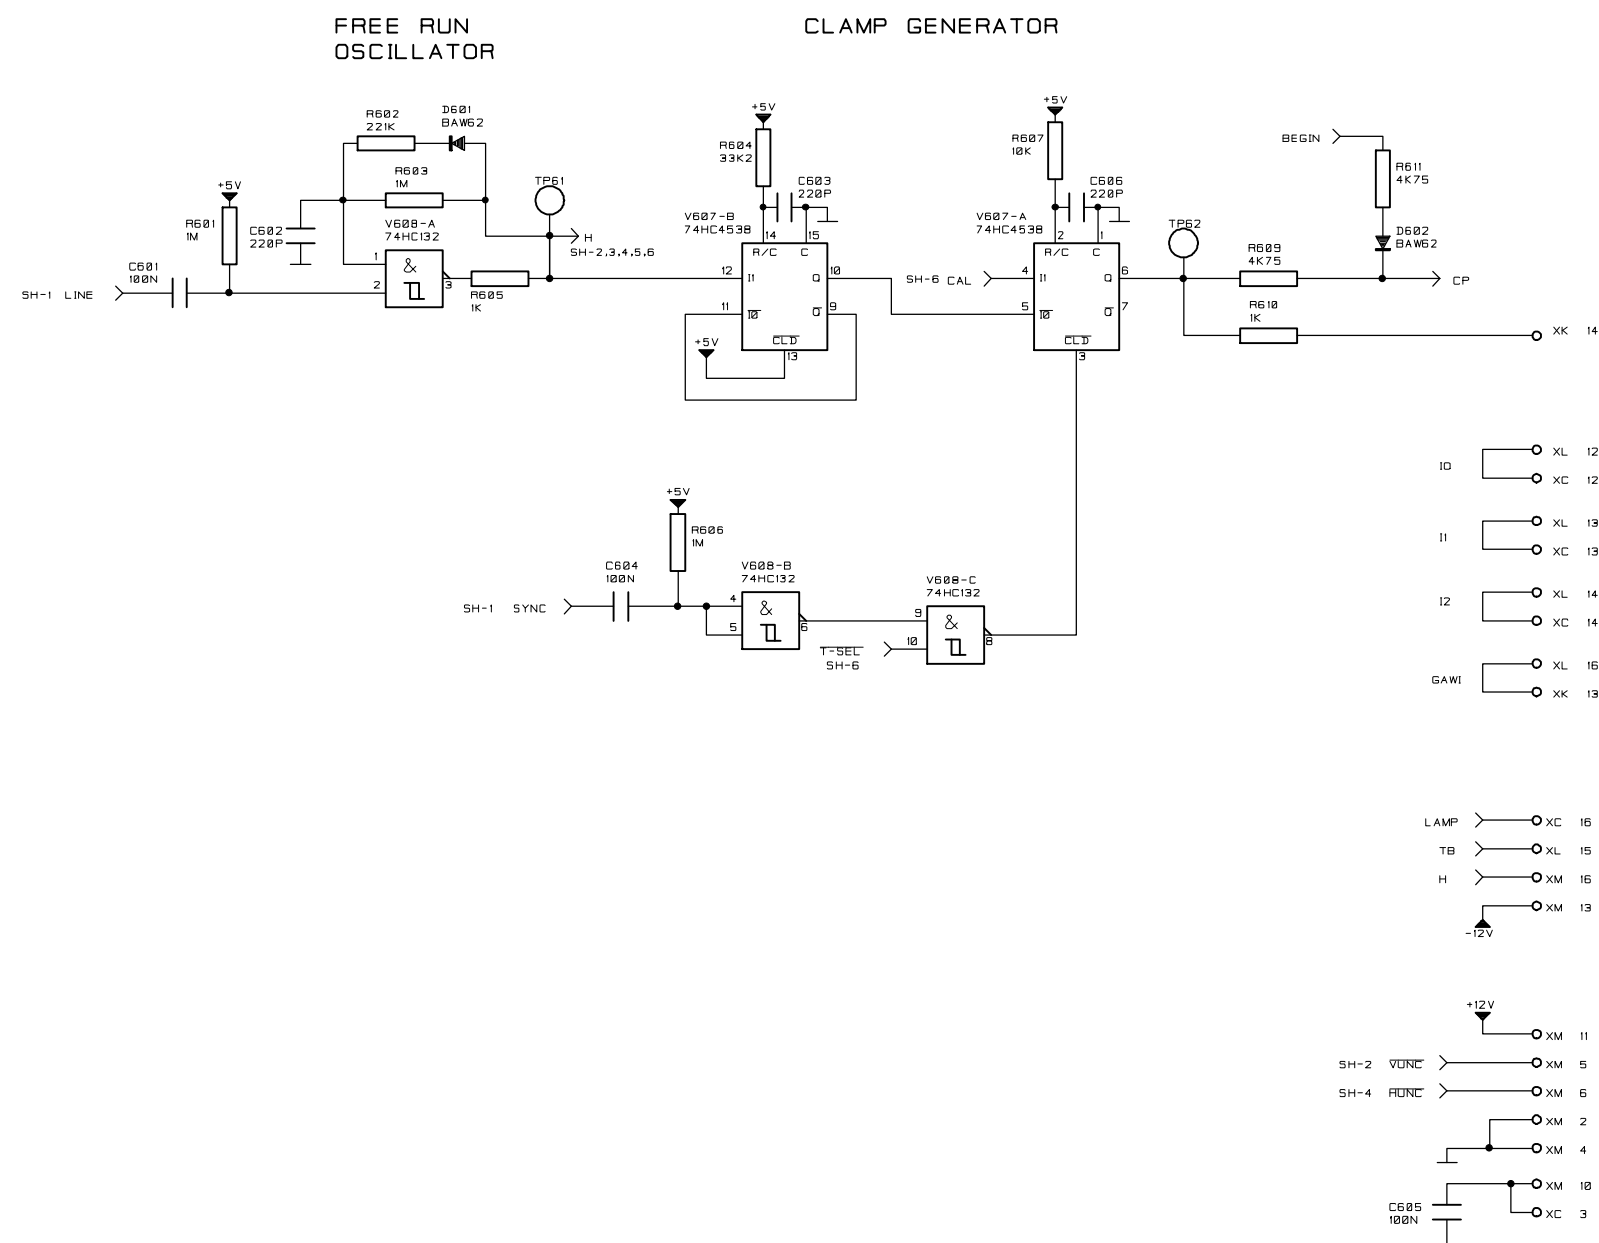 FREE RUN
OSCILLATOR
CLAMP GENERATOR
R602
221K
D601
BAW62
R603
1M
+5V
R601
1M
C602
220P
C601
100N
SH-1 LINE
V608-A
74HC132
1
2
&
3
R605
1K
TP61
H
SH-2,3,4,5,6
+5V
R604
33K2
C603
220P
V607-B
74HC4538
14
15
R/C C
12
I1
Q
10
11
I0
Q
9
CLD
13
+5V
+5V
R607
10K
C606
220P
V607-A
74HC4538
2
1
R/C C
SH-6 CAL
4
I1
Q
6
5
I0
Q
7
CLD
3
TP62
BEGIN
R611
4K75
D602
BAW62
R609
4K75
CP
R610
1K
XK 14
I0
XL 12
XC 12
I1
XL 13
XC 13
I2
XL 14
XC 14
GAWI
XL 16
XK 13
+5V
R606
1M
C604
100N
SH-1 SYNC
V608-B
74HC132
4
5
&
6
T-SEL
SH-6
V608-C
74HC132
9
10
&
8
LAMP
XC 16
TB
XL 15
H
XM 16
XM 13
-12V
+12V
XM 11
SH-2 VUNC
XM 5
SH-4 HUNC
XM 6
XM 2
XM 4
XM 10
C605
100N
XC 3